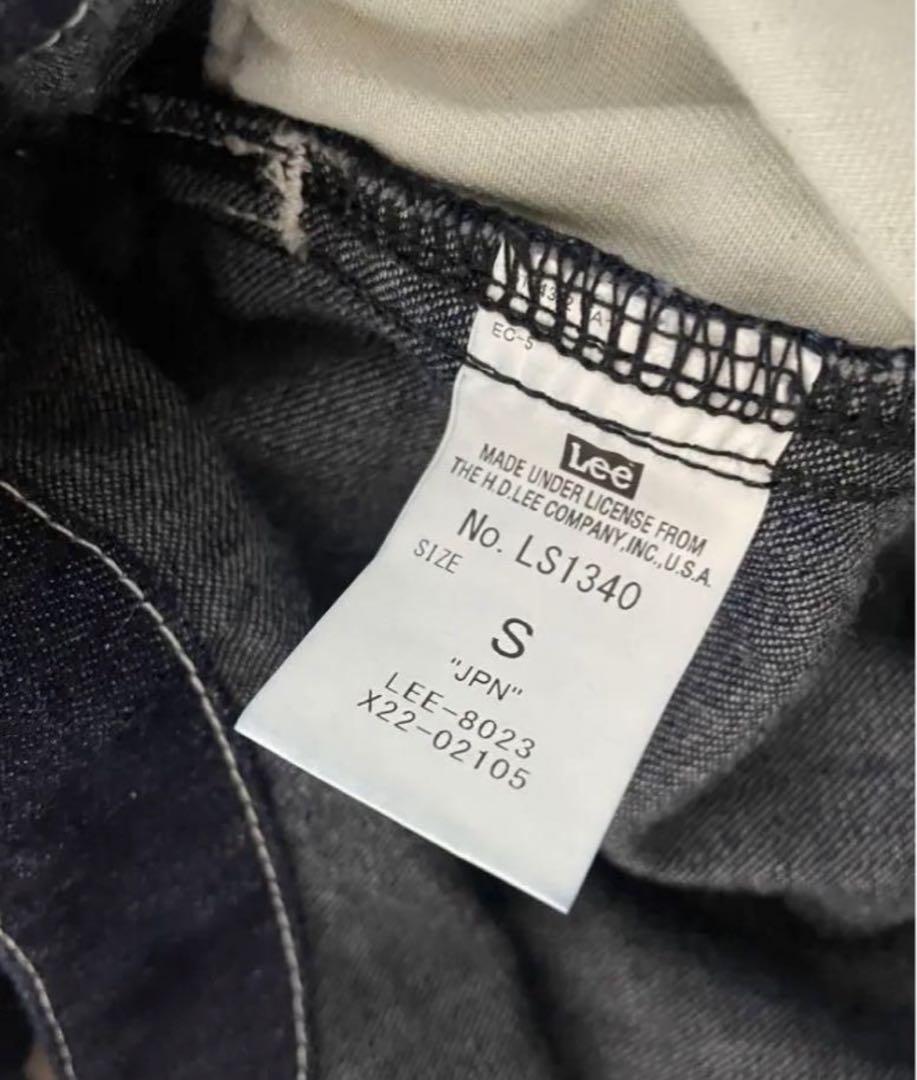 EC-5
Lee
MADE UNDER LICENSE FROM
THE H.D.LEE COMPANY,INC.,U.S.A.
No. LS1340
SIZE
S
"JPN"
LEE-8023
X22-02105